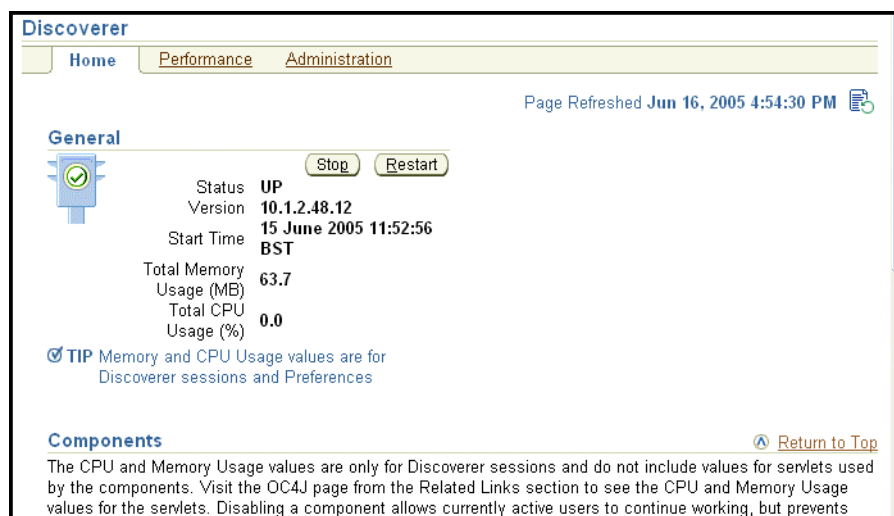 Discoverer
Home Performance Administration
Page Refreshed Jun 16, 2005 4:54:30 PM
General
Stop Restart
Status UP
Version 10.1.2.48.12
Start Time 15 June 2005 11:52:56
BST
Total Memory
Usage (MB) 63.7
Total CPU
Usage (%) 0.0
TIP Memory and CPU Usage values are for
Discoverer sessions and Preferences
Components Return to Top
The CPU and Memory Usage values are only for Discoverer sessions and do not include values for servlets used
by the components. Visit the OC4J page from the Related Links section to see the CPU and Memory Usage
values for the servlets. Disabling a component allows currently active users to continue working, but prevents